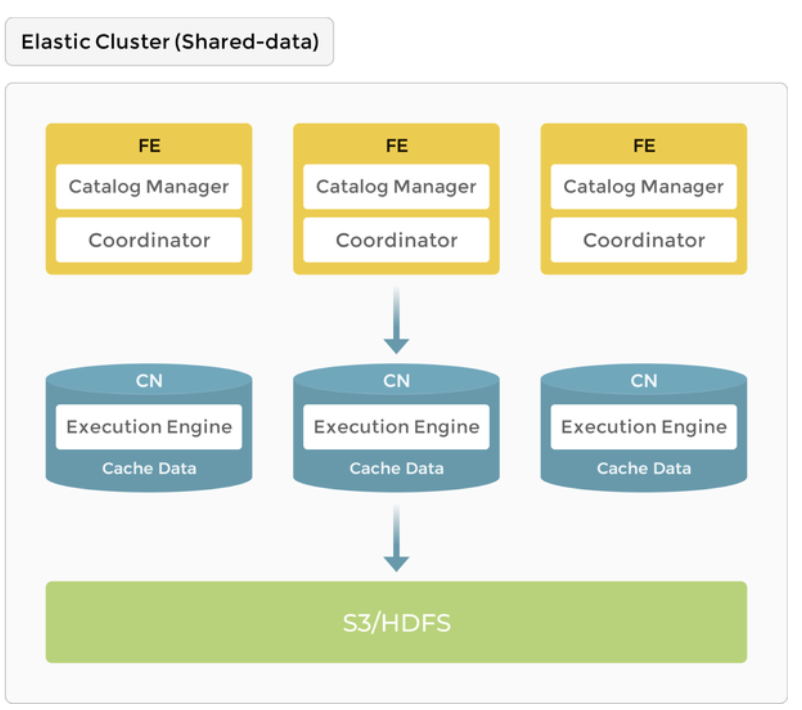 Elastic Cluster (Shared-data)
FE
FE
FE
Catalog Manager
Catalog Manager
Catalog Manager
Coordinator
Coordinator
Coordinator
CN
CN
CN
Execution Engine
Execution Engine
Execution Engine
Cache Data
Cache Data
Cache Data
S3/HDFS